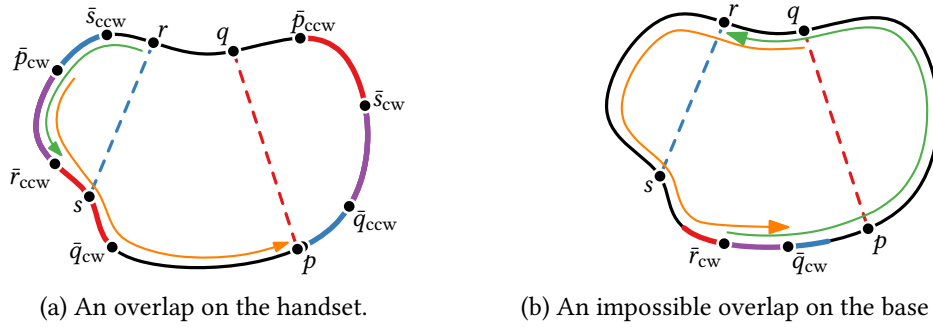 s̄ccw r q p̄ccw
p̄cw
s̄cw
r̄ccw
s
q̄ccw
q̄cw
p
(a) An overlap on the handset.
r q
s
r̄cw q̄cw p
(b) An impossible overlap on the base